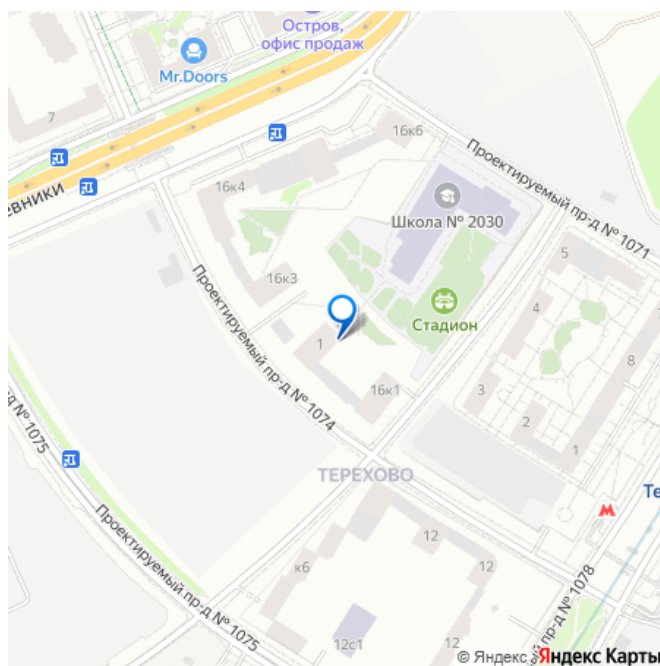 Остров,
офис продаж
Mr.Doors
7
16к6
Проектируемый пр-д № 1071
ЕВНИКИ
16к4
Школа № 2030
5
16к3
4
Стадион
1
8
Проектируемый пр-д № 1074
16к1
3
2
1
д № 1075
ТЕРЕХОВО
Те
12
12
к6
Проектируемый пр-д № 1075
12с1
12
12
пр-д № 1078
© Яндекс Яндекс Карты